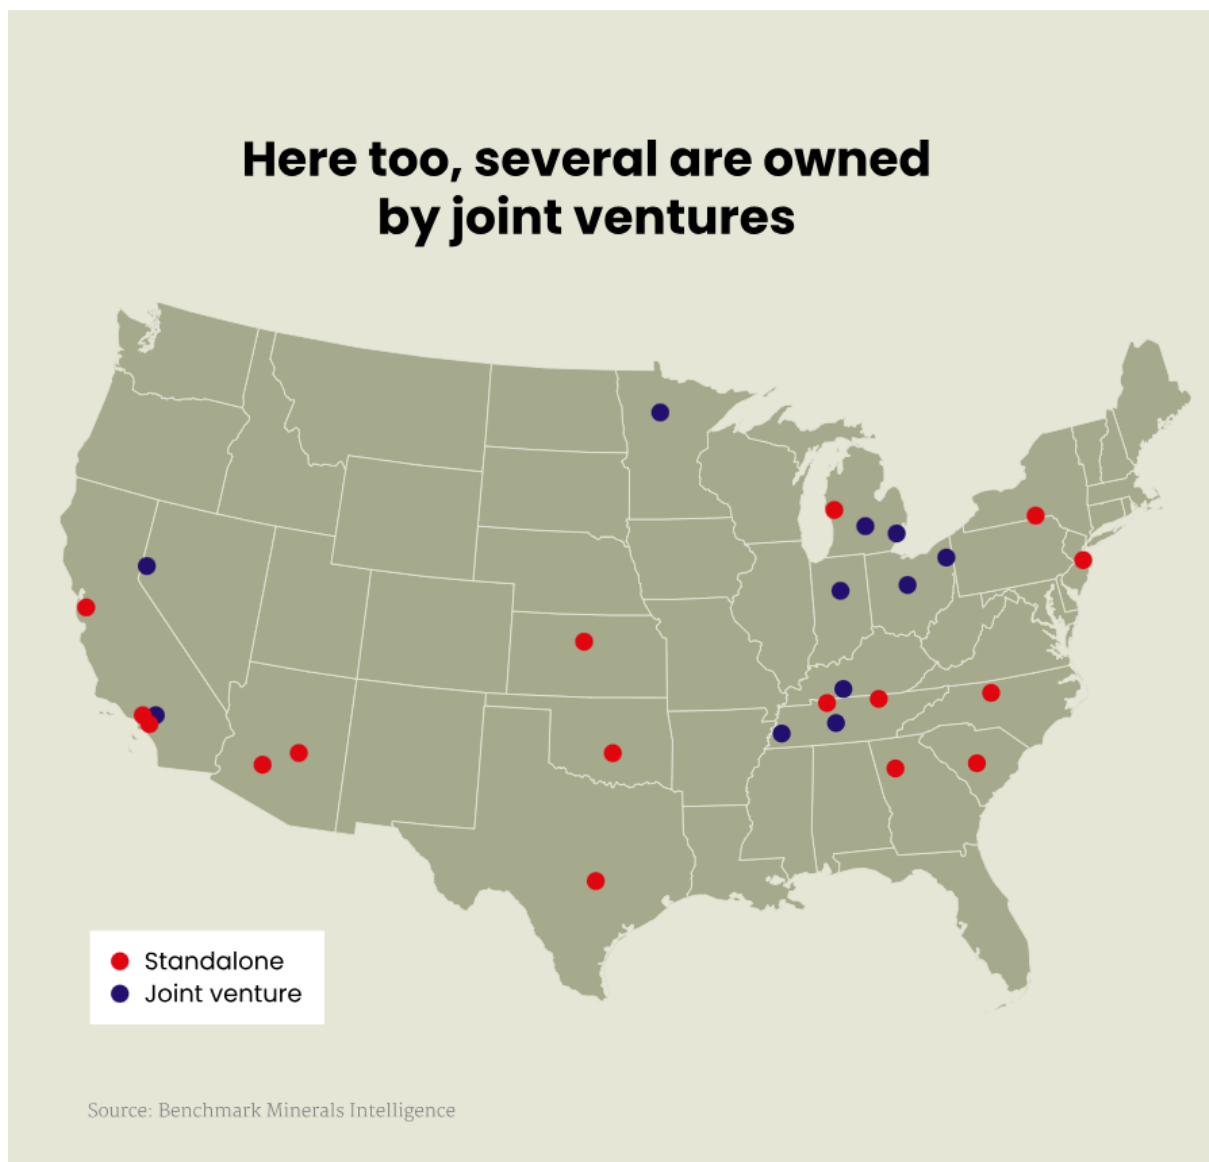 Here too, several are owned
by joint ventures
Standalone
Joint venture
Source: Benchmark Minerals Intelligence